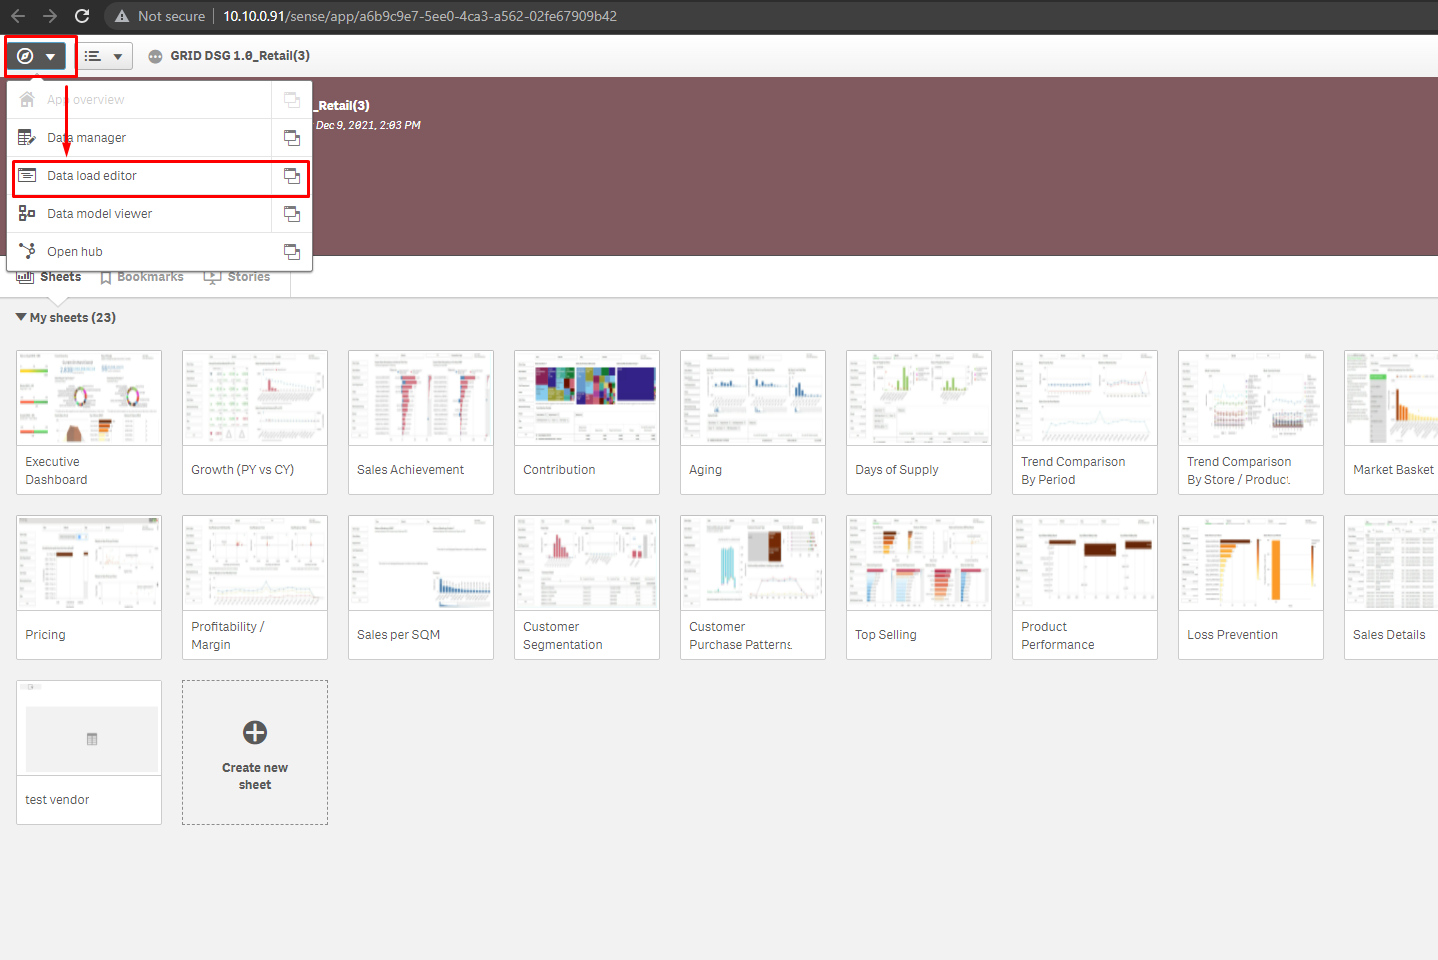 Not secure
10.10.0.91/sense/app/a6b9c9e7-5ee0-4ca3-a562-02fe67909b42
GRID DSG 1.0_Retail(3)
App overview
Data manager
Data load editor
Data model viewer
Open hub
_Retail(3)
Dec 9, 2021, 2:03 PM
Sheets
Bookmarks
Stories
My sheets (23)
Executive
Dashboard
Growth (PY vs CY)
Sales Achievement
Contribution
Aging
Days of Supply
Trend Comparison
By Period
Trend Comparison
By Store / Product.
Market Basket
Pricing
Profitability /
Margin
Sales per SQM
Customer
Segmentation
Customer
Purchase Patterns.
Top Selling
Product
Performance
Loss Prevention
Sales Details
test vendor
Create new
sheet